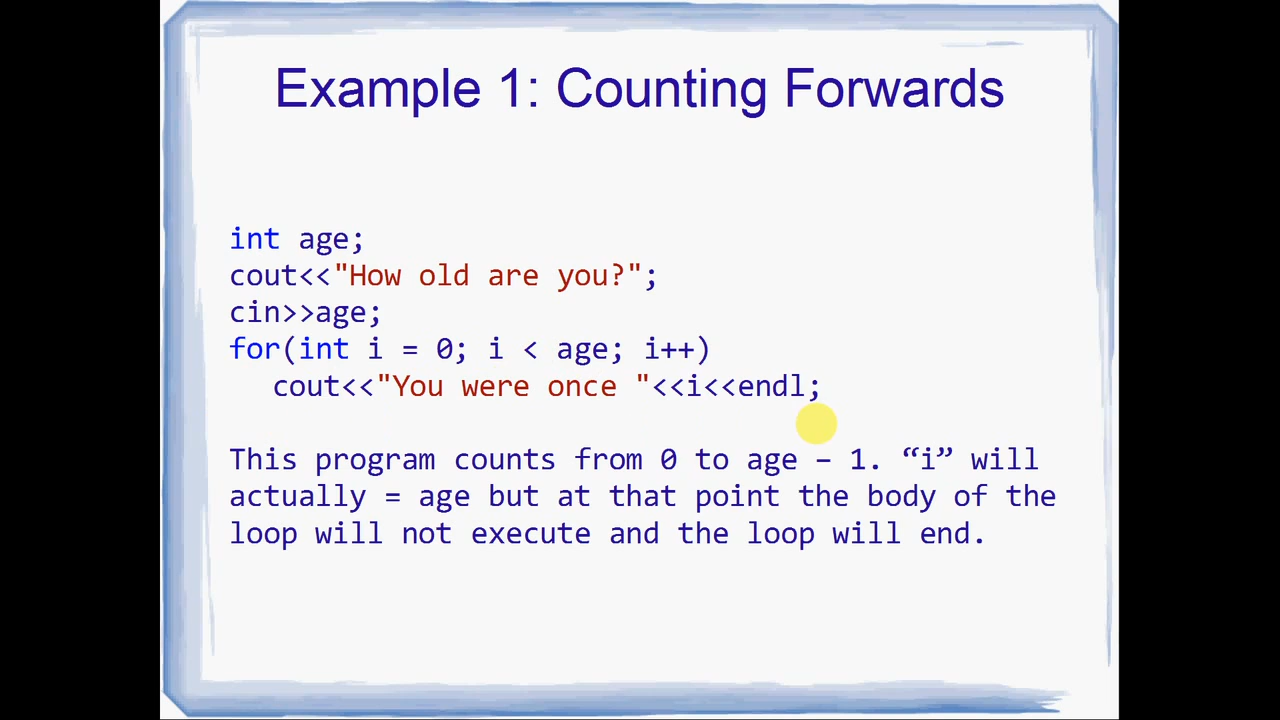 Example 1: Counting Forwards
int age;
cout<<"How old are you?";
cin>>age;
for(int i = 0; i < age; i++)
cout<<"You were once "<<i<<endl;
This program counts from 0 to age – 1. “i” will
actually = age but at that point the body of the
loop will not execute and the loop will end.